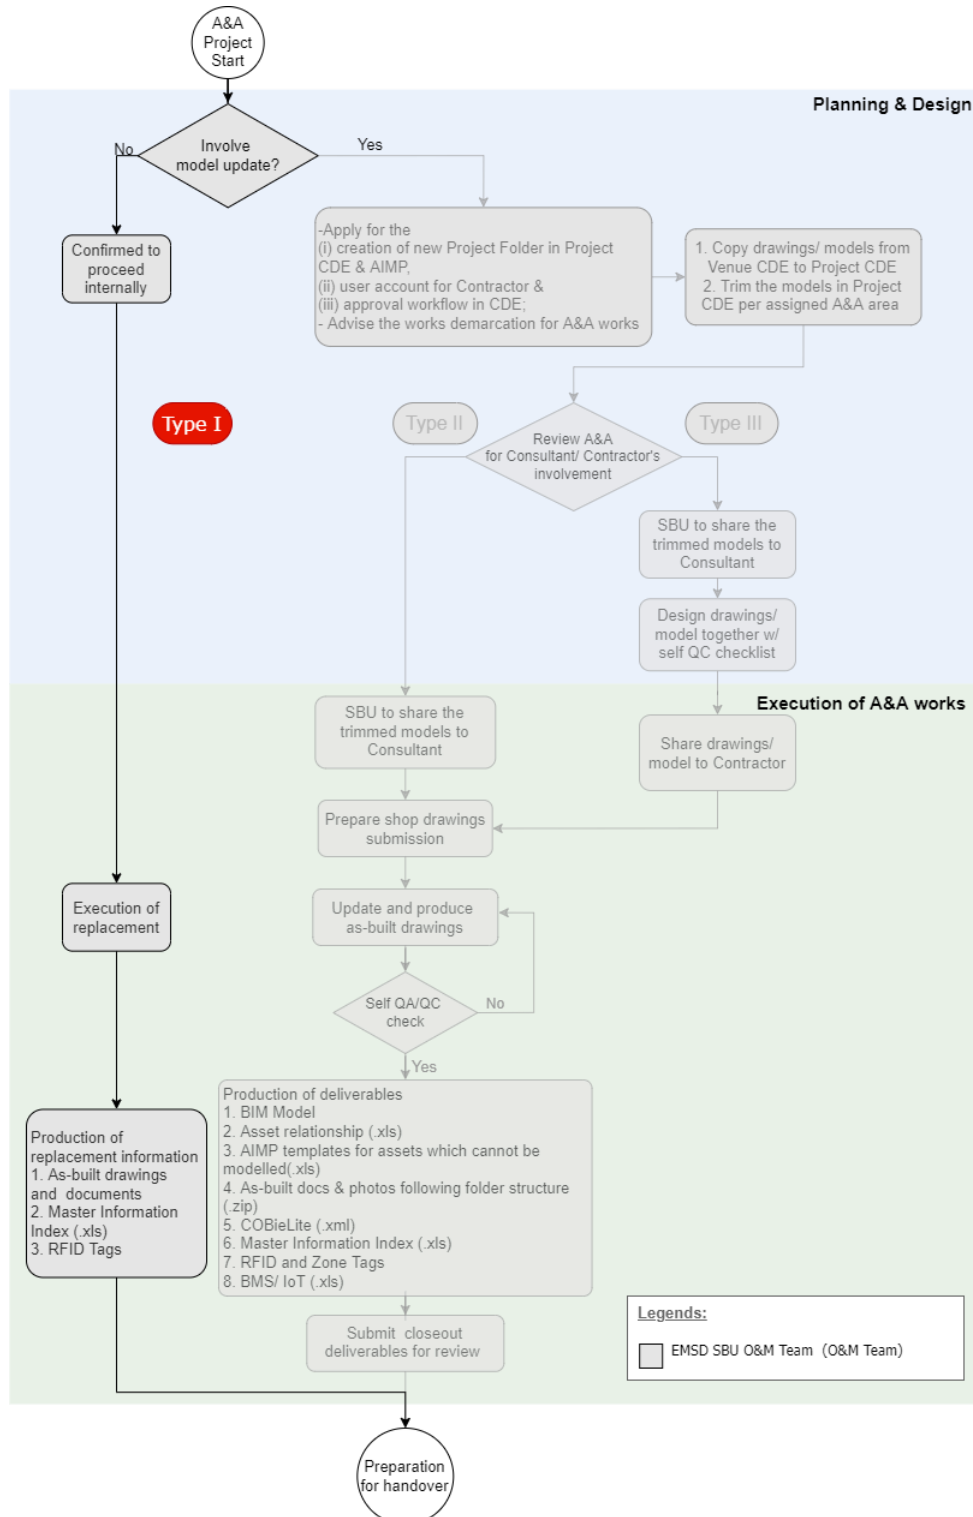 A&A
Project
Start
Planning & Design
Involve
model update?
No
Yes
Confirmed to
proceed
internally
-Apply for the
(i) creation of new Project Folder in Project
CDE & AIMP,
(ii) user account for Contractor &
(iii) approval workflow in CDE;
- Advise the works demarcation for A&A works
1. Copy drawings/ models from
Venue CDE to Project CDE
2. Trim the models in Project
CDE per assigned A&A area
Type I
Type II
Type III
Review A&A
for Consultant/ Contractor's
involvement
SBU to share the
trimmed models to
Consultant
Design drawings/
model together w/
self QC checklist
Execution of A&A works
SBU to share the
trimmed models to
Consultant
Share drawings/
model to Contractor
Prepare shop drawings
submission
Execution of
replacement
Update and produce
as-built drawings
Self QA/QC
check
No
Yes
Production of
replacement information
1. As-built drawings
and documents
2. Master Information
Index (.xls)
3. RFID Tags
Production of deliverables
1. BIM Model
2. Asset relationship (.xls)
3. AIMP templates for assets which cannot be
modelled(.xls)
4. As-built docs & photos following folder structure
(.zip)
5. COBieLite (.xml)
6. Master Information Index (.xls)
7. RFID and Zone Tags
8. BMS/ IoT (.xls)
Submit closeout
deliverables for review
Legends:
EMSD SBU O&M Team (O&M Team)
Preparation
for handover